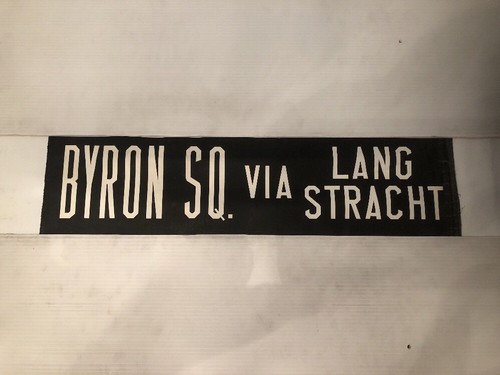 BYRON SQ. VIA LANG
STRACHT